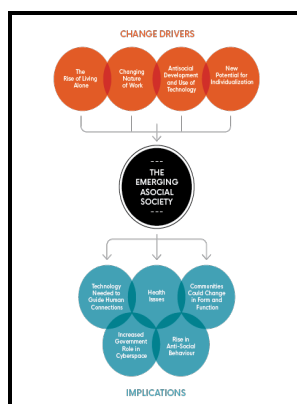 CHANGE DRIVERS
The
Rise of Living
Alone
Changing
Nature
of Work
Antisocial
Development
and Use of
Technology
New
Potential for
Individualization
THE
EMERGING
ASOCIAL
SOCIETY
Technology
Needed to
Guide Human
Connections
Health
Issues
Communities
Could Change
in Form and
Function
Increased
Government
Role in
Cyberspace
Rise in
Anti-Social
Behaviour
IMPLICATIONS